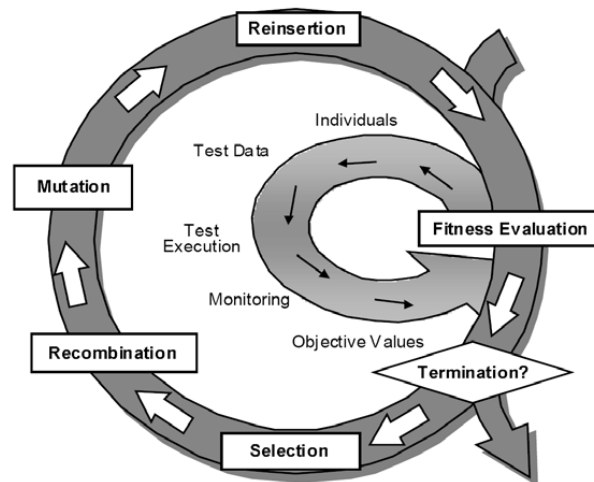 Reinsertion
Individuals
Test Data
Mutation
Test
Execution
Fitness Evaluation
Monitoring
Objective Values
Recombination
Termination?
Selection